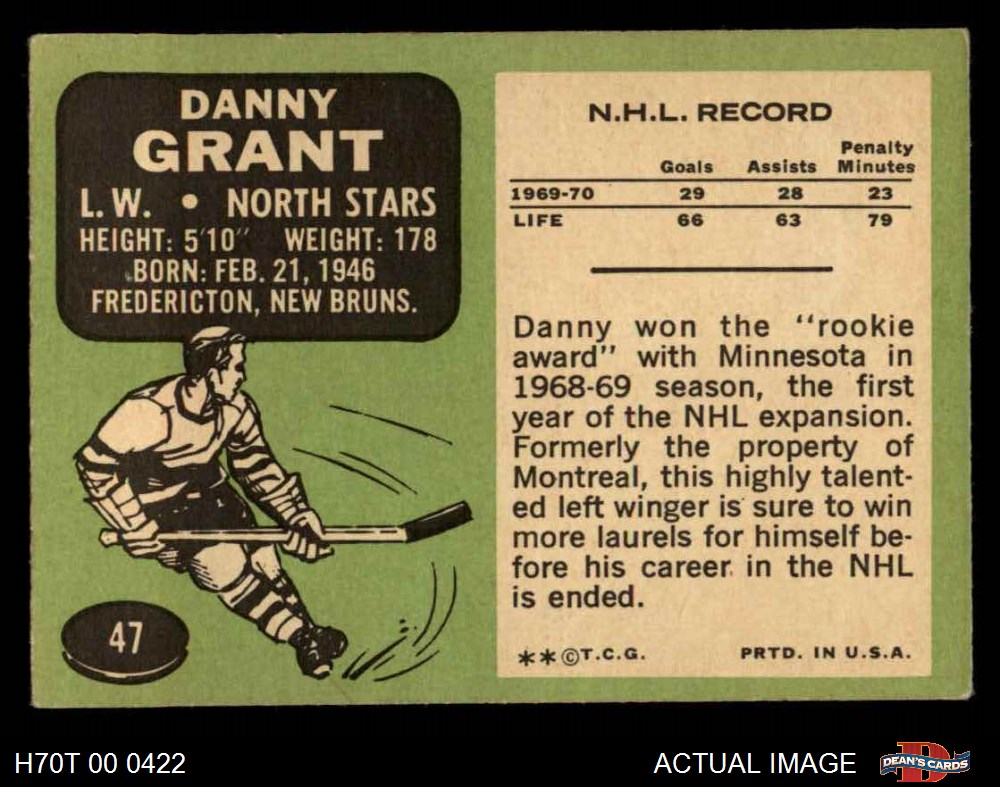 DANNY
GRANT
L.W. • NORTH STARS
HEIGHT: 5'10" WEIGHT: 178
BORN: FEB. 21, 1946
FREDERICTON, NEW BRUNS.
47
N.H.L. RECORD
Goals Assists Penalty Minutes
1969-70 29 28 23
LIFE 66 63 79
Danny won the "rookie
award" with Minnesota in
1968-69 season, the first
year of the NHL expansion.
Formerly the property of
Montreal, this highly talent-
ed left winger is sure to win
more laurels for himself be-
fore his career in the NHL
is ended.
**©T.C.G. PRTD. IN U.S.A.
H70T 00 0422 ACTUAL IMAGE DEAN'S CARDS